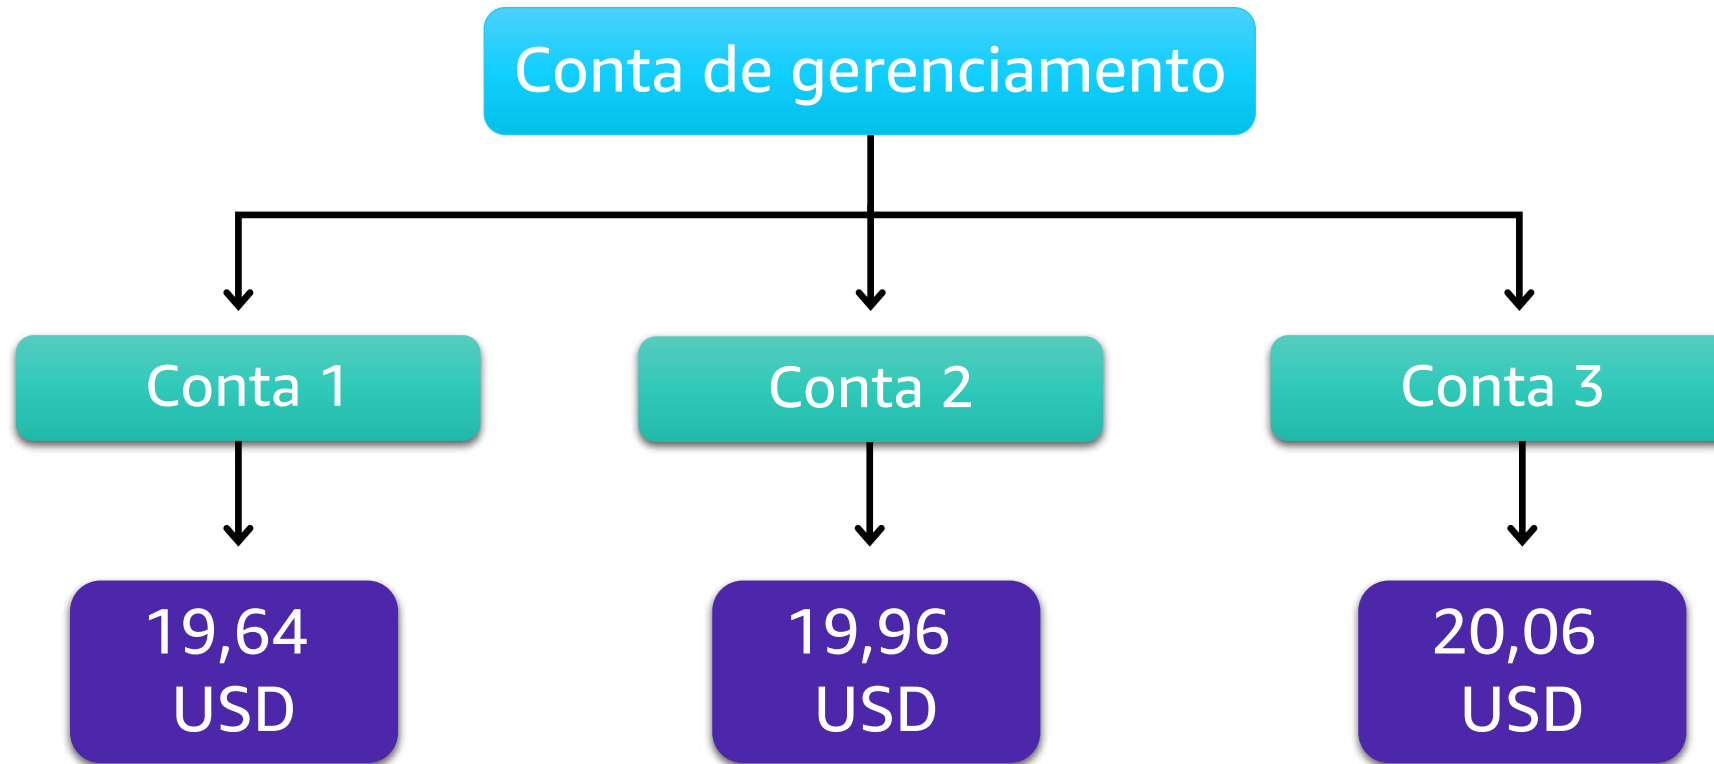 Conta de gerenciamento
Conta 1
Conta 2
Conta 3
19,64
USD
19,96
USD
20,06
USD